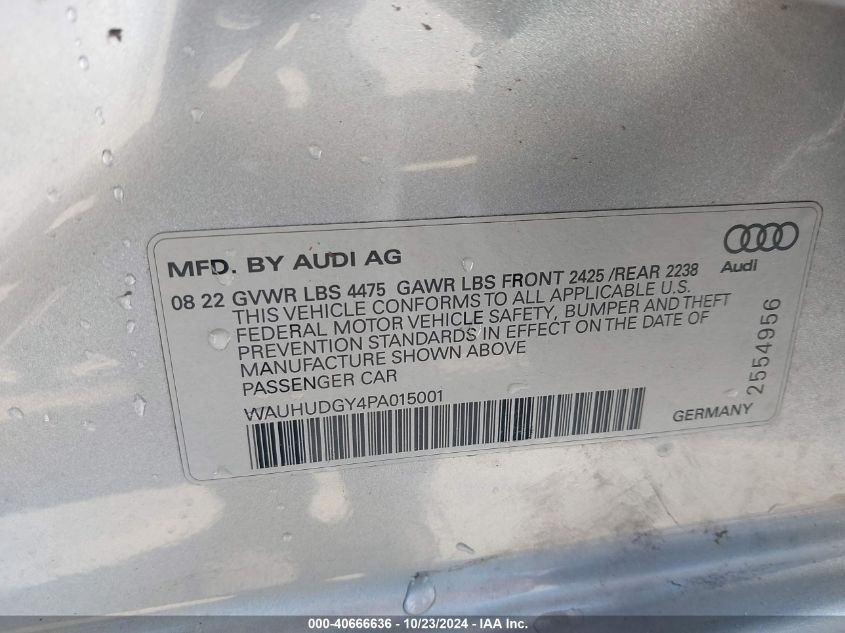 MFD. BY AUDI AG
Audi
08 22 GVWR LBS 4475 GAWR LBS FRONT 2425 /REAR 2238
THIS VEHICLE CONFORMS TO ALL APPLICABLE U.S.
FEDERAL MOTOR VEHICLE SAFETY, BUMPER AND THEFT
PREVENTION STANDARDS IN EFFECT ON THE DATE OF
MANUFACTURE SHOWN ABOVE
PASSENGER CAR
WAUHUDGY4PA015001
2554956
GERMANY
000-40666636 - 10/23/2024 - IAA Inc.